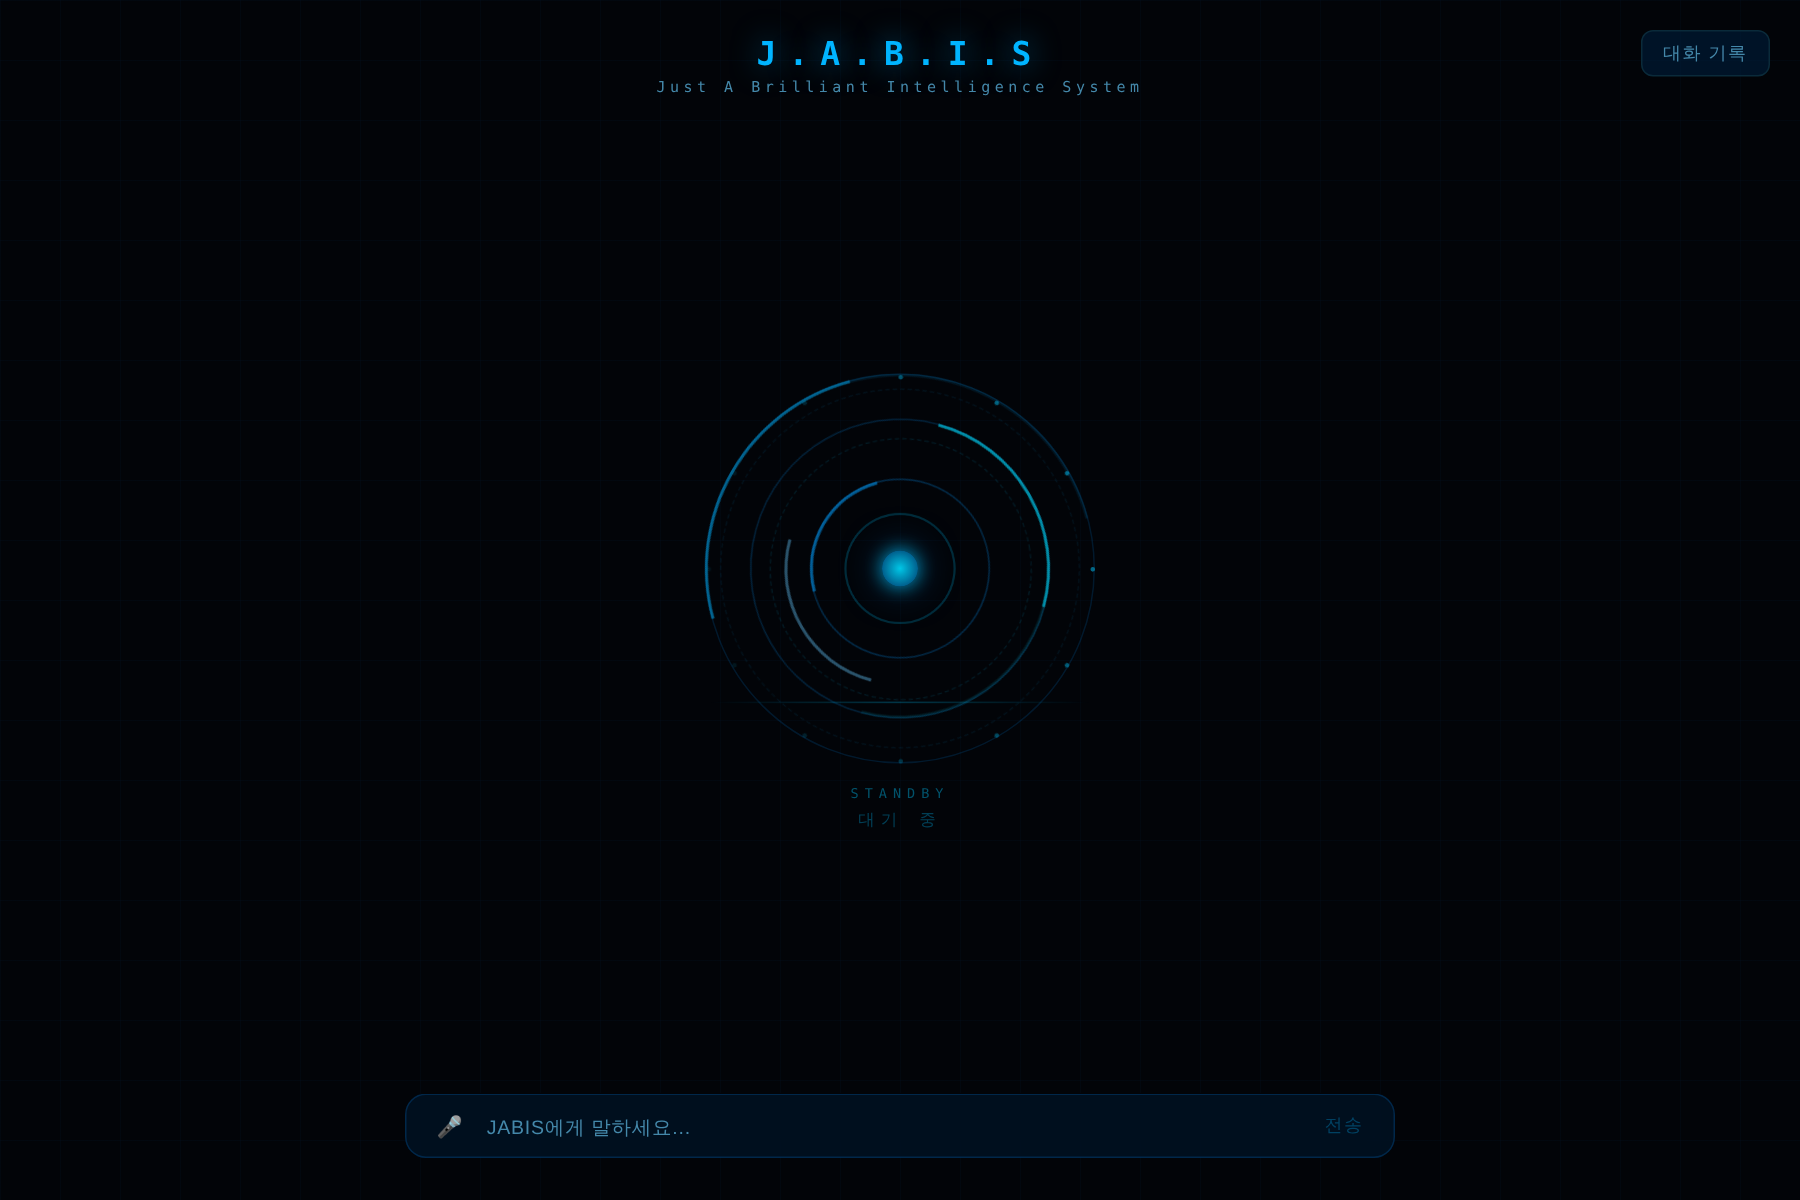 J.A.B.I.S
Just A Brilliant Intelligence System
대화 기록
STANDBY
대기 중
JABIS에게 말하세요...
전송